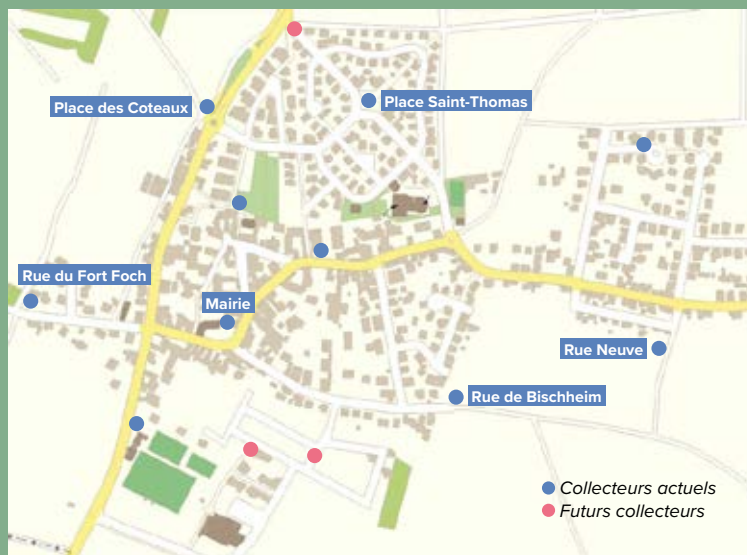 Place des Coteaux
Place Saint-Thomas
Rue du Fort Foch
Mairie
Rue Neuve
Rue de Bischheim
Collecteurs actuels
Futurs collecteurs